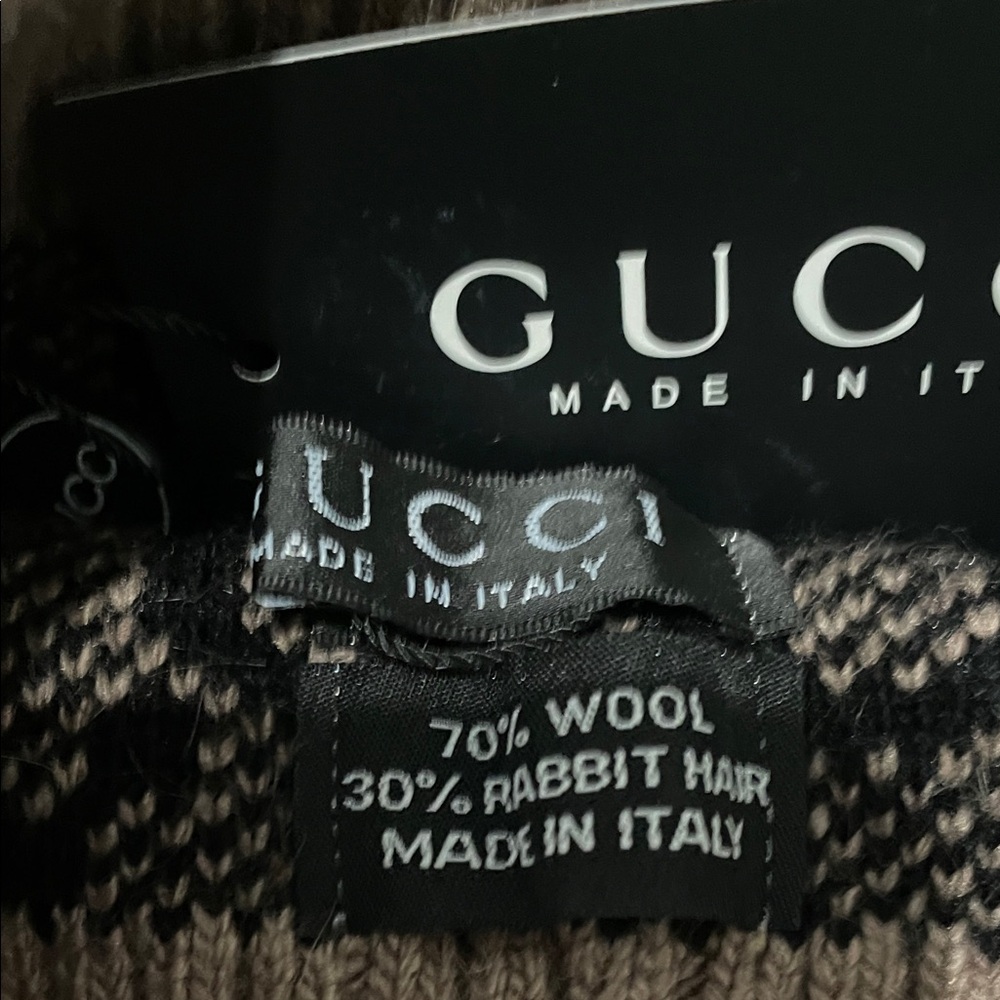 GUCC
MADE IN IT
UCCI
MADE IN ITALY
70% WOOL
30% RABBIT HAIR
MADE IN ITALY